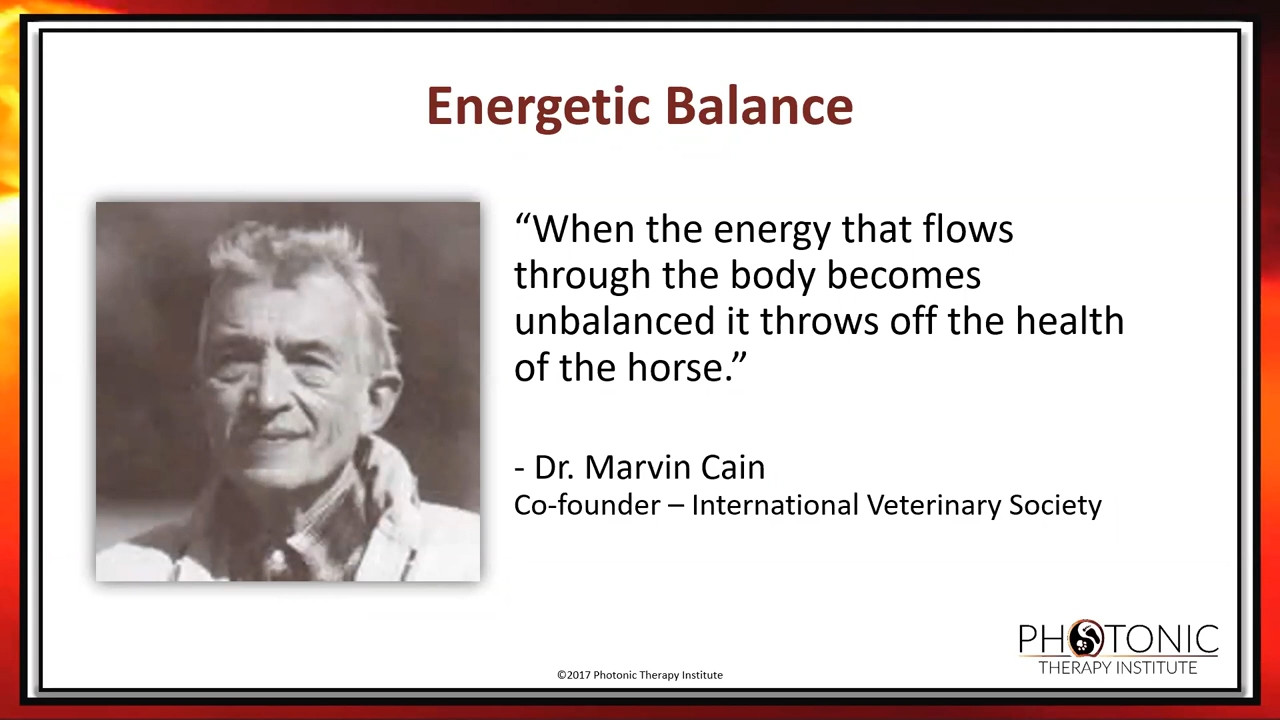 Energetic Balance
“When the energy that flows
through the body becomes
unbalanced it throws off the health
of the horse.”
- Dr. Marvin Cain
Co-founder – International Veterinary Society
PHOTONIC
THERAPY INSTITUTE
©2017 Photonic Therapy Institute